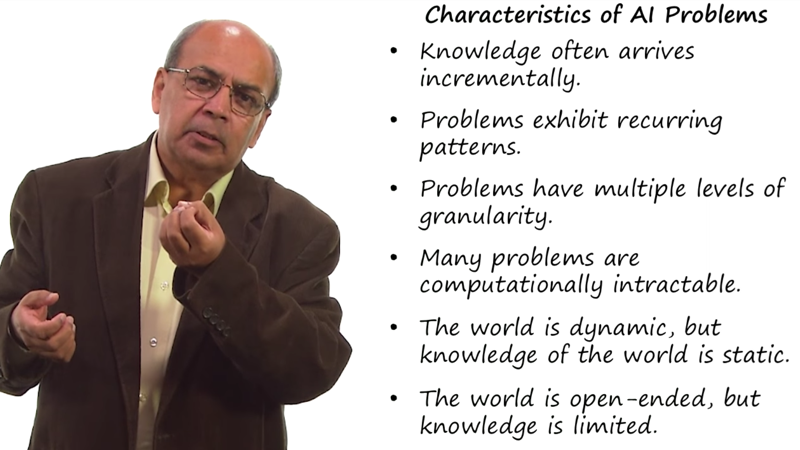 Characteristics of AI Problems
• Knowledge often arrives
incrementally.
• Problems exhibit recurring
patterns.
• Problems have multiple levels of
granularity.
• Many problems are
computationally intractable.
• The world is dynamic, but
knowledge of the world is static.
• The world is open-ended, but
knowledge is limited.